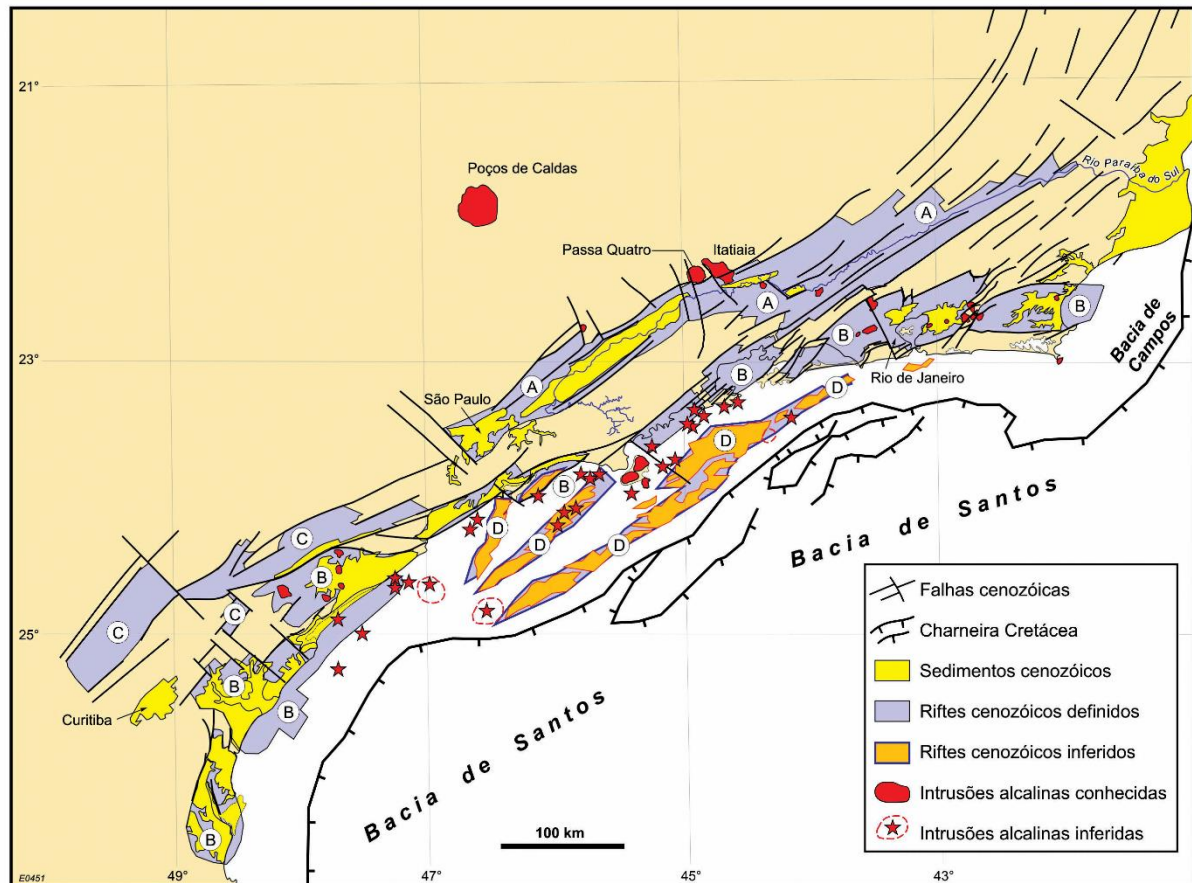 21°
Poços de Caldas
Rio Paraíba do Sul
A
Passa Quatro
Itatiaia
A
B
Bacia de
Campos
23°
A
B
B
Rio de Janeiro
São Paulo
D
D
B
D
D
D
Bacia de Santos
C
B
C
C
25°
B
B
Curitiba
Bacia de Santos
B
100 km
Falhas cenozóicas
Charneira Cretácea
Sedimentos cenozóicos
Riftes cenozóicos definidos
Riftes cenozóicos inferidos
Intrusões alcalinas conhecidas
Intrusões alcalinas inferidas
E0451
49°
47°
45°
43°